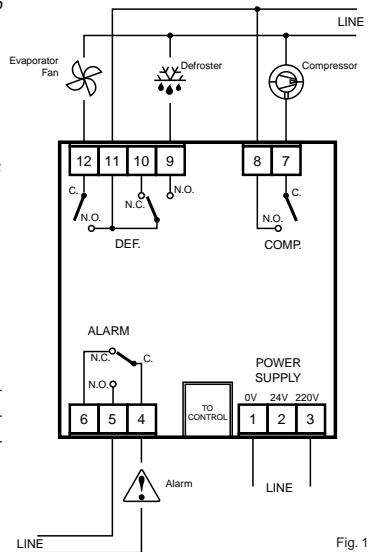 LINE
Evaporator
Fan
Defroster
Compressor
12 11 10 9 8 7
C. N.C. N.O. C.
N.O. N.O.
DEF. COMP.
ALARM
N.C. C.
N.O.
POWER
SUPPLY
0V 24V 220V
TO
CONTROL
6 5 4 1 2 3
Alarm
LINE
LINE
Fig. 1